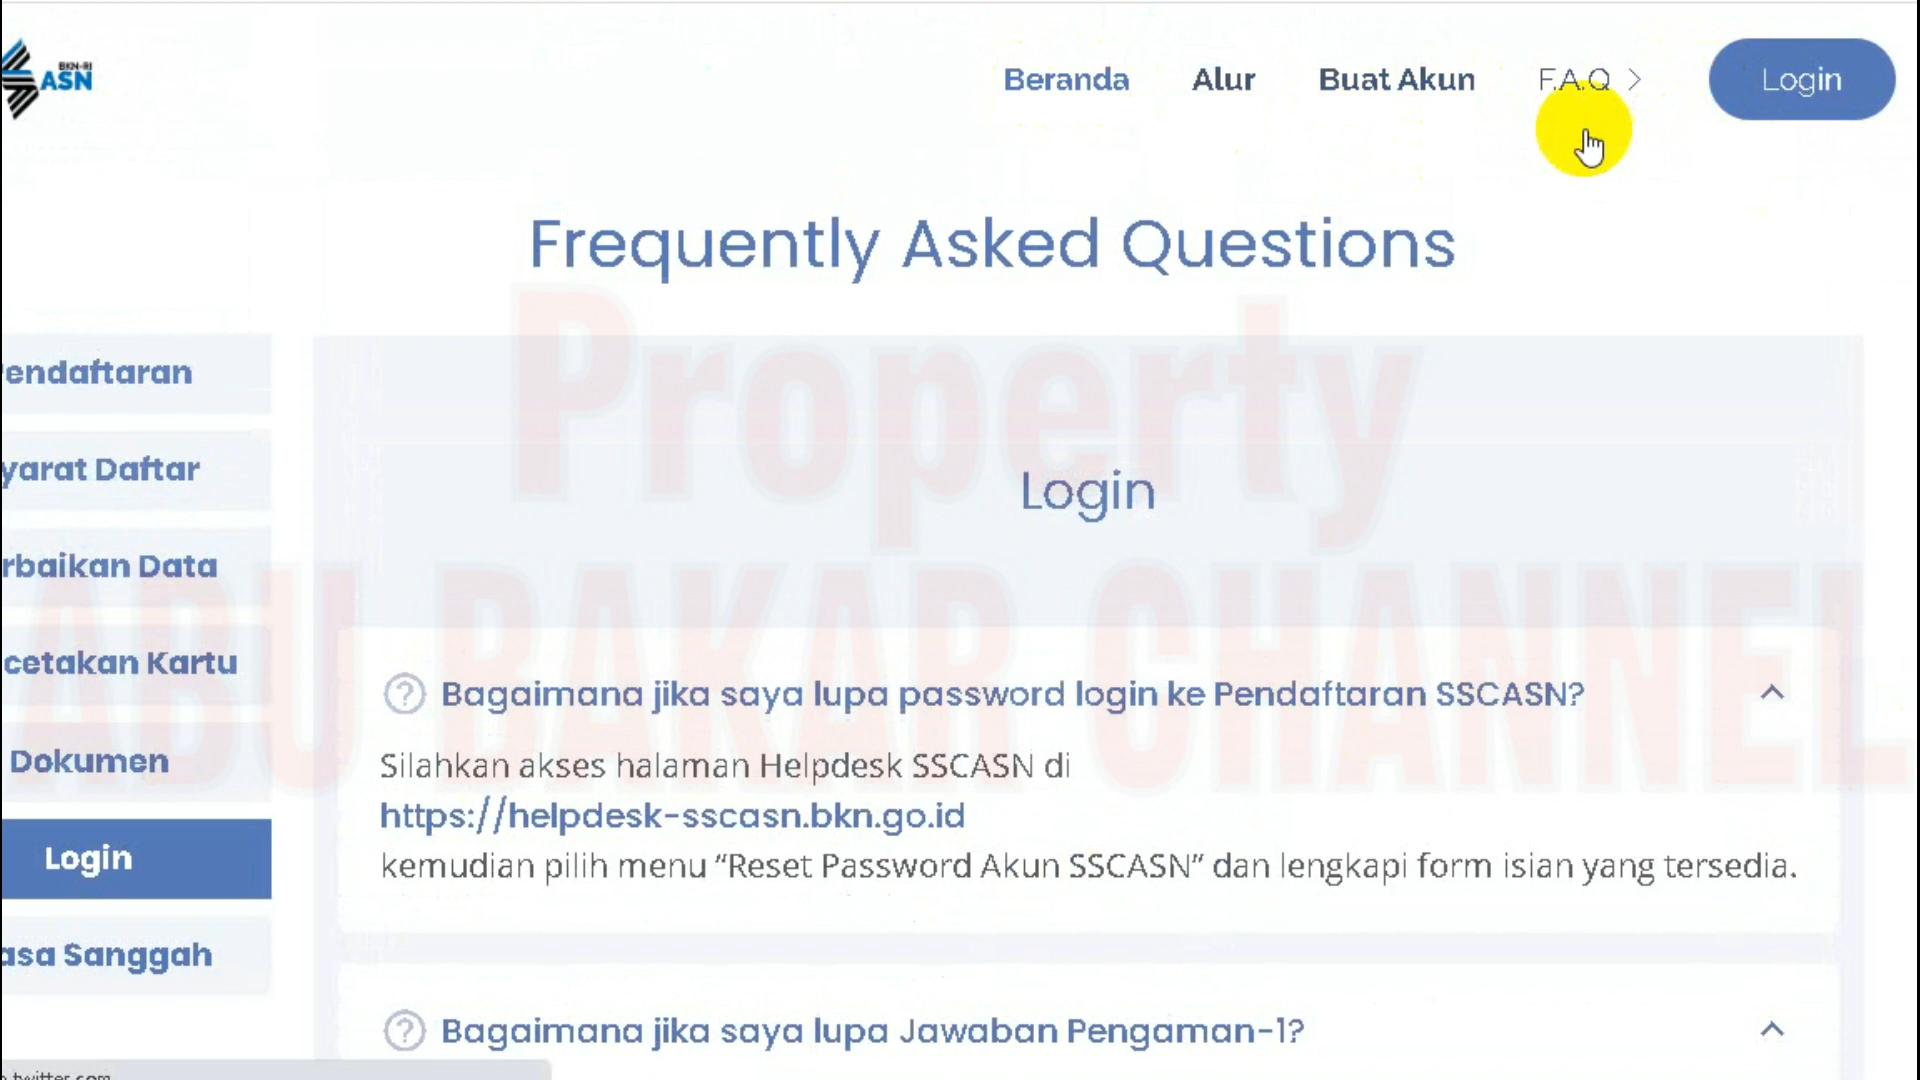 BKN-RI
ASN
Beranda
Alur
Buat Akun
F.A.Q
Login
Frequently Asked Questions
endaftaran
yarat Daftar
rbaikan Data
cetakan Kartu
Dokumen
Login
asa Sanggah
Property
ABU BAKAR CHANNEL
Login
Bagaimana jika saya lupa password login ke Pendaftaran SSCASN?
Silahkan akses halaman Helpdesk SSCASN di
https://helpdesk-sscasn.bkn.go.id
kemudian pilih menu “Reset Password Akun SSCASN” dan lengkapi form isian yang tersedia.
Bagaimana jika saya lupa Jawaban Pengaman-1?
twitter.com